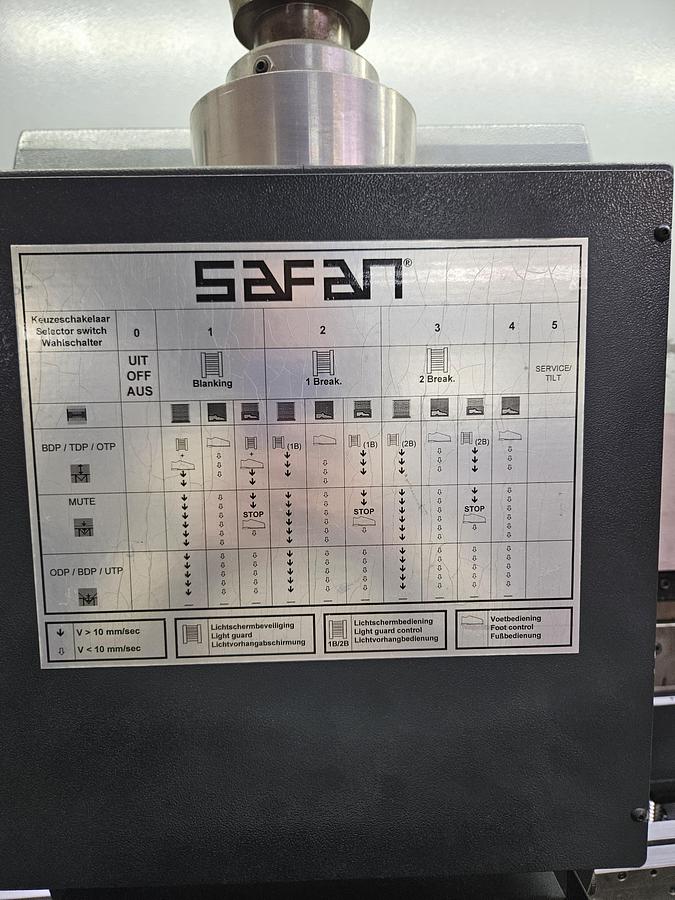 SAFAN®
Keuzeschakelaar
Selector switch
Wahlschalter
0 1 2 3 4 5
UIT
OFF
AUS
Blanking
1 Break.
2 Break.
SERVICE/
TILT
BDP / TDP / OTP
+ + (1B) (1B) (2B) (2B)
MUTE
STOP STOP STOP
ODP / BDP / UTP
V > 10 mm/sec
V < 10 mm/sec
Lichtschermbeveiliging
Light guard
Lichtvorhangabschirmung
1B/2B
Lichtschermbediening
Light guard control
Lichtvorhangbedienung
Voetbediening
Foot control
Fußbedienung